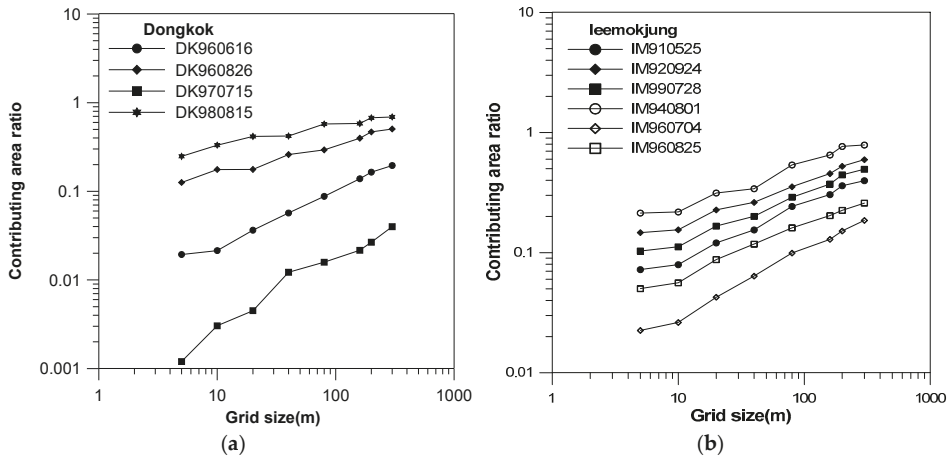 Dongkok
DK960616
DK960826
DK970715
DK980815
10
1
0.1
0.01
0.001
Contributing area ratio
1
10
100
1000
Grid size(m)
(a)
Ieemokjung
IM910525
IM920924
IM990728
IM940801
IM960704
IM960825
10
1
0.1
0.01
Contributing area ratio
1
10
100
1000
Grid size(m)
(b)